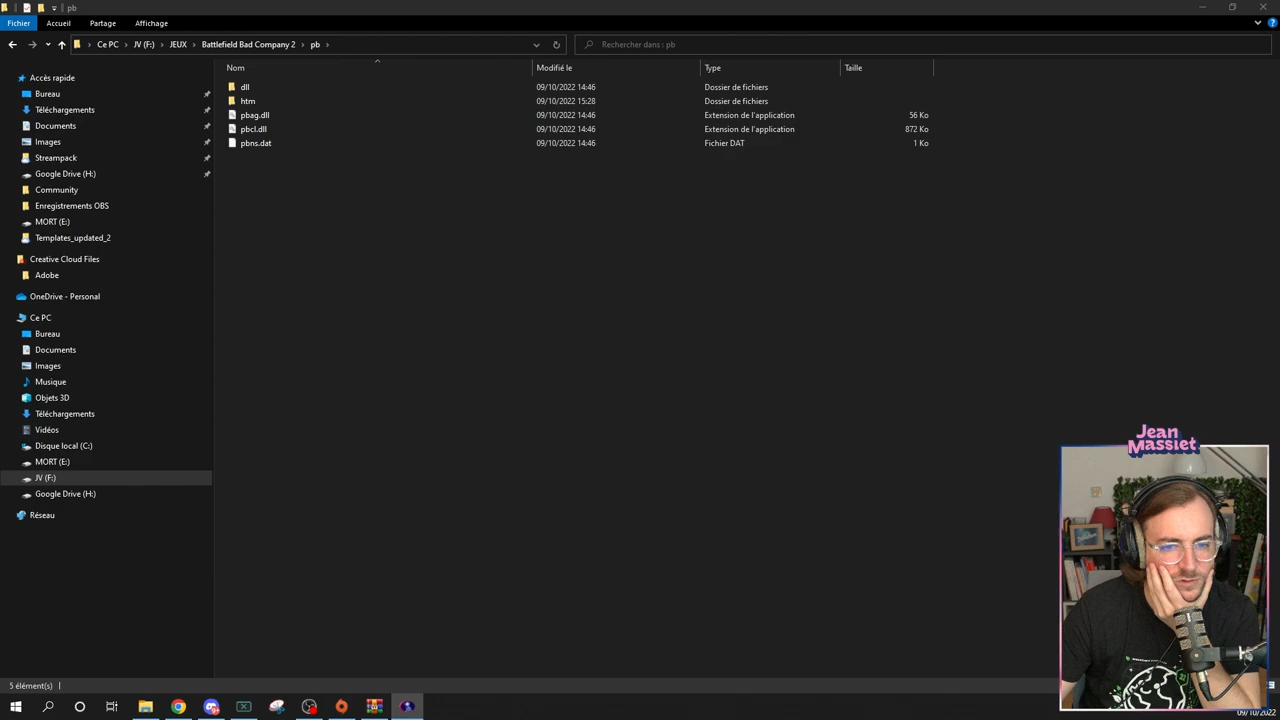 pb
Fichier Accueil Partage Affichage
Ce PC JV (F:) JEUX Battlefield Bad Company 2 pb Rechercher dans : pb
Nom Modifié le Type Taille
dll 09/10/2022 14:46 Dossier de fichiers
htm 09/10/2022 15:28 Dossier de fichiers
pbag.dll 09/10/2022 14:46 Extension de l'application 56 Ko
pbcl.dll 09/10/2022 14:46 Extension de l'application 872 Ko
pbns.dat 09/10/2022 14:46 Fichier DAT 1 Ko
Accès rapide
Bureau
Téléchargements
Documents
Images
Streampack
Google Drive (H:)
Community
Enregistrements OBS
MORT (E:)
Templates_updated_2
Creative Cloud Files
Adobe
OneDrive - Personal
Ce PC
Bureau
Documents
Images
Musique
Objets 3D
Téléchargements
Vidéos
Disque local (C:)
MORT (E:)
JV (F:)
Google Drive (H:)
Réseau
Jean
Massiet
5 élément(s)
09/10/2022